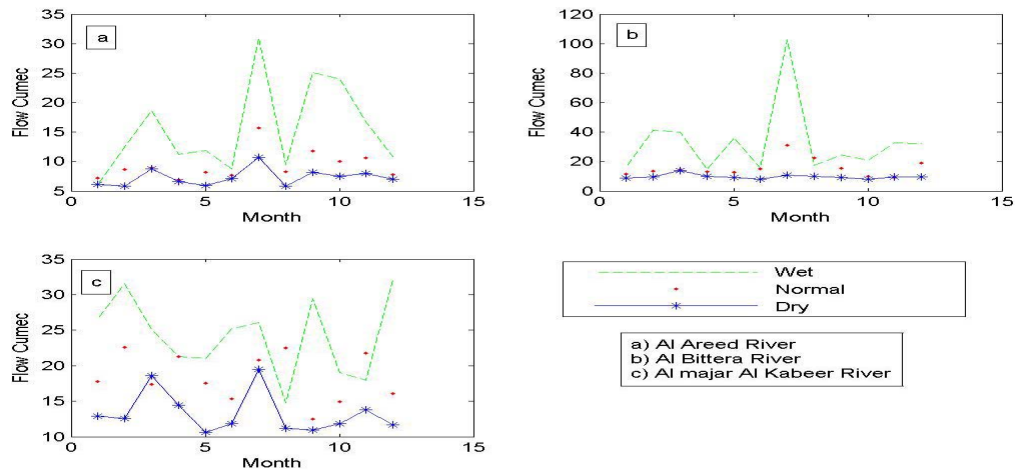 35
30
25
20
15
10
5
0
5
10
15
Flow Cumec
Month
a
120
100
80
60
40
20
0
0
5
10
15
Flow Cumec
Month
b
35
30
25
20
15
10
0
5
10
15
Flow Cumec
Month
c
Wet
Normal
Dry
a) Al Areed River
b) Al Bittera River
c) Al majar Al Kabeer River